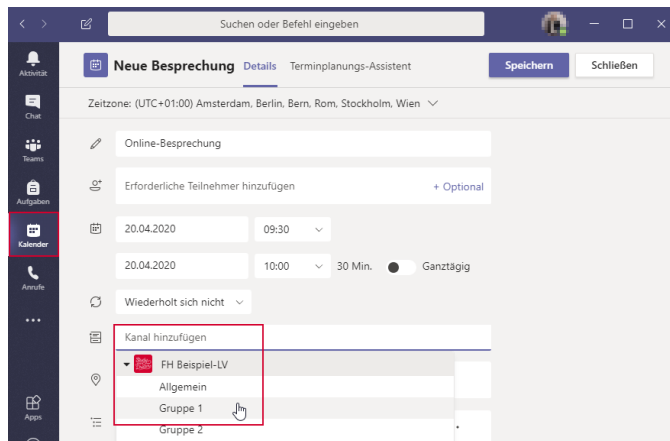 Suchen oder Befehl eingeben
Aktivität
Chat
Teams
Aufgaben
Kalender
Anrufe
Apps
Neue Besprechung Details Terminplanungs-Assistent Speichern Schließen
Zeitzone: (UTC+01:00) Amsterdam, Berlin, Bern, Rom, Stockholm, Wien
Online-Besprechung
Erforderliche Teilnehmer hinzufügen + Optional
20.04.2020 09:30
20.04.2020 10:00 30 Min. Ganztägig
Wiederholt sich nicht
Kanal hinzufügen
FH Beispiel-LV
Allgemein
Gruppe 1
Gruppe 2